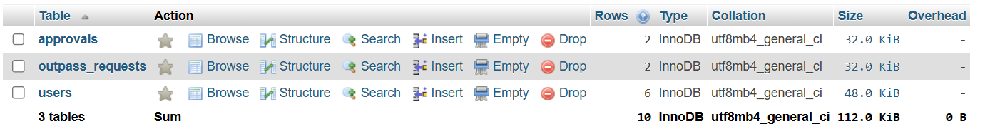 Table Action Rows Type Collation Size Overhead
approvals Browse Structure Search Insert Empty Drop 2 InnoDB utf8mb4_general_ci 32.0 KiB -
outpass_requests Browse Structure Search Insert Empty Drop 2 InnoDB utf8mb4_general_ci 32.0 KiB -
users Browse Structure Search Insert Empty Drop 6 InnoDB utf8mb4_general_ci 48.0 KiB -
3 tables Sum 10 InnoDB utf8mb4_general_ci 112.0 KiB 0 B